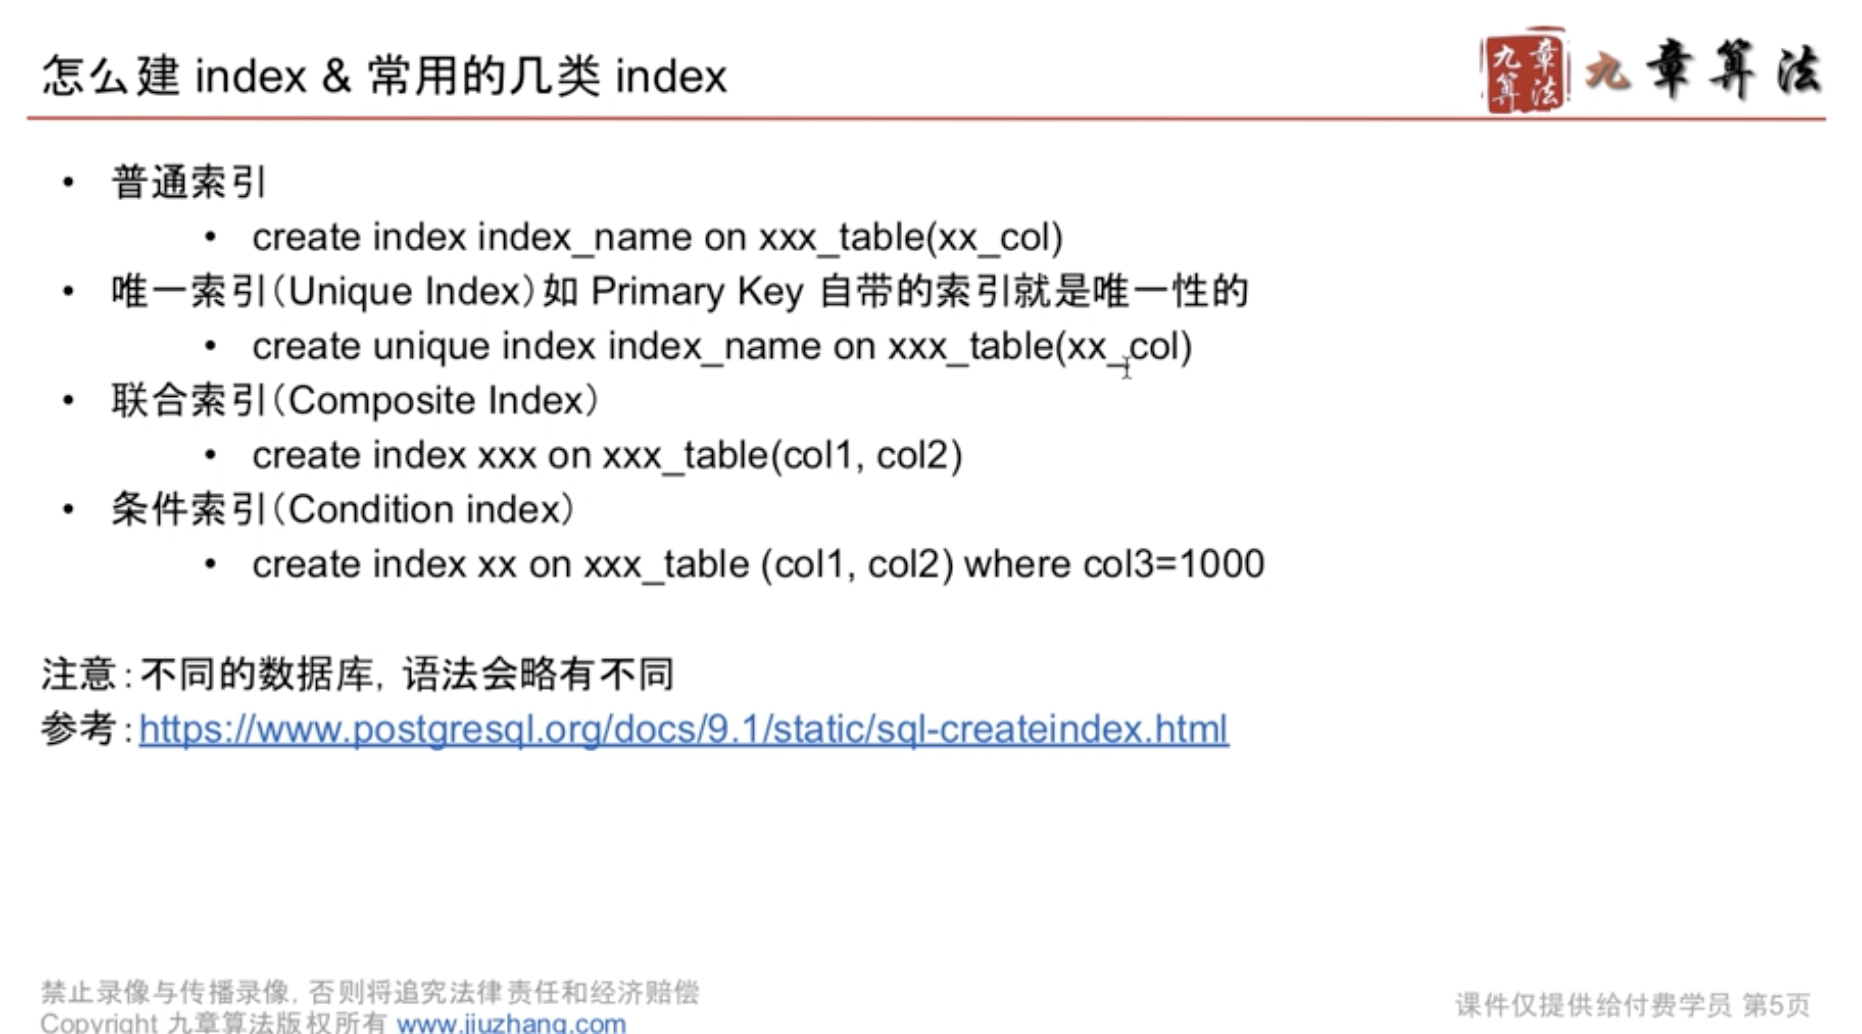 怎么建 index & 常用的几类 index
九章算法
九章算法
• 普通索引
• create index index_name on xxx_table(xx_col)
• 唯一索引（Unique Index）如 Primary Key 自带的索引就是唯一性的
• create unique index index_name on xxx_table(xx_col)
• 联合索引（Composite Index）
• create index xxx on xxx_table(col1, col2)
• 条件索引（Condition index）
• create index xx on xxx_table (col1, col2) where col3=1000
注意：不同的数据库，语法会略有不同
参考：https://www.postgresql.org/docs/9.1/static/sql-createindex.html
禁止录像与传播录像, 否则将追究法律责任和经济赔偿
Copyright 九章算法版权所有 www.jiuzhang.com
课件仅提供给付费学员 第5页